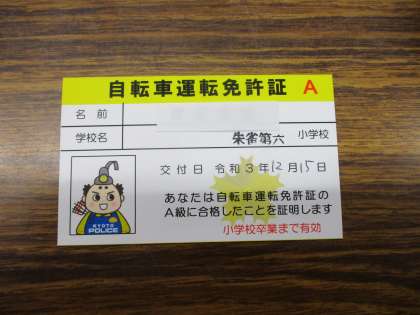 自転車運転免許証 A
名前
学校名 朱雀第六 小学校
交付日 令和3年12月15日
あなたは自転車運転免許証の
A級に合格したことを証明します
小学校卒業まで有効
KYOTO
POLICE